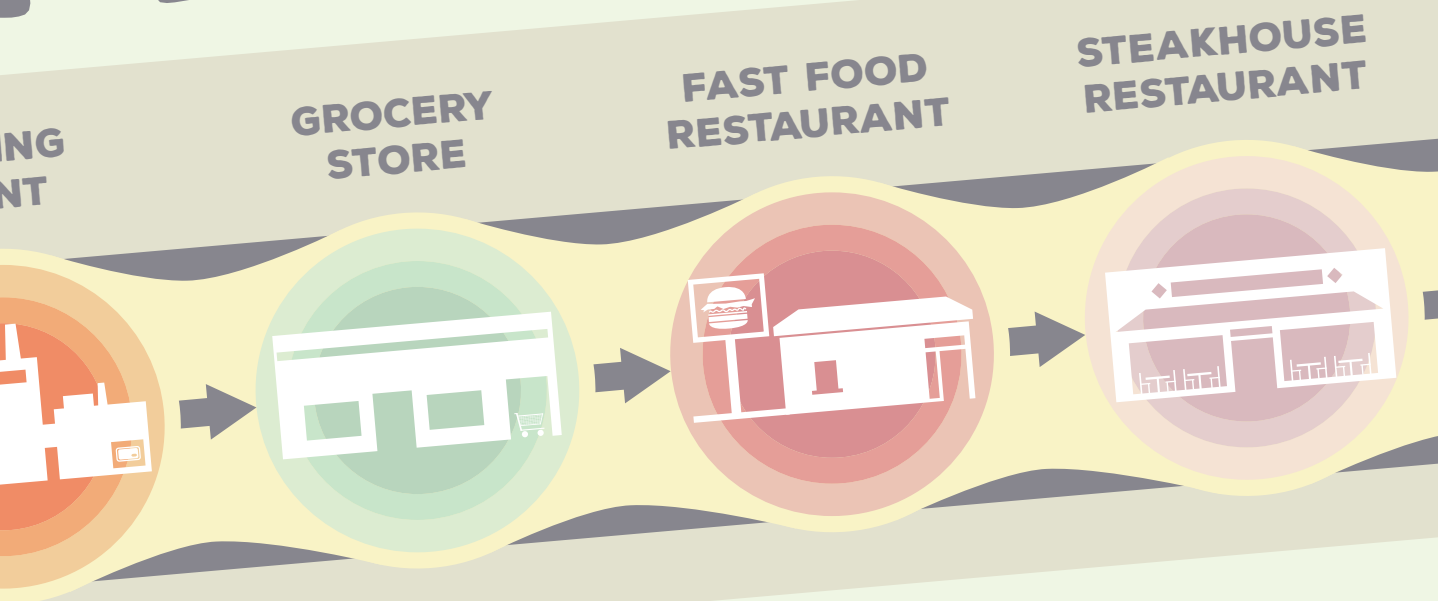 GROCERY
STORE
FAST FOOD
RESTAURANT
STEAKHOUSE
RESTAURANT